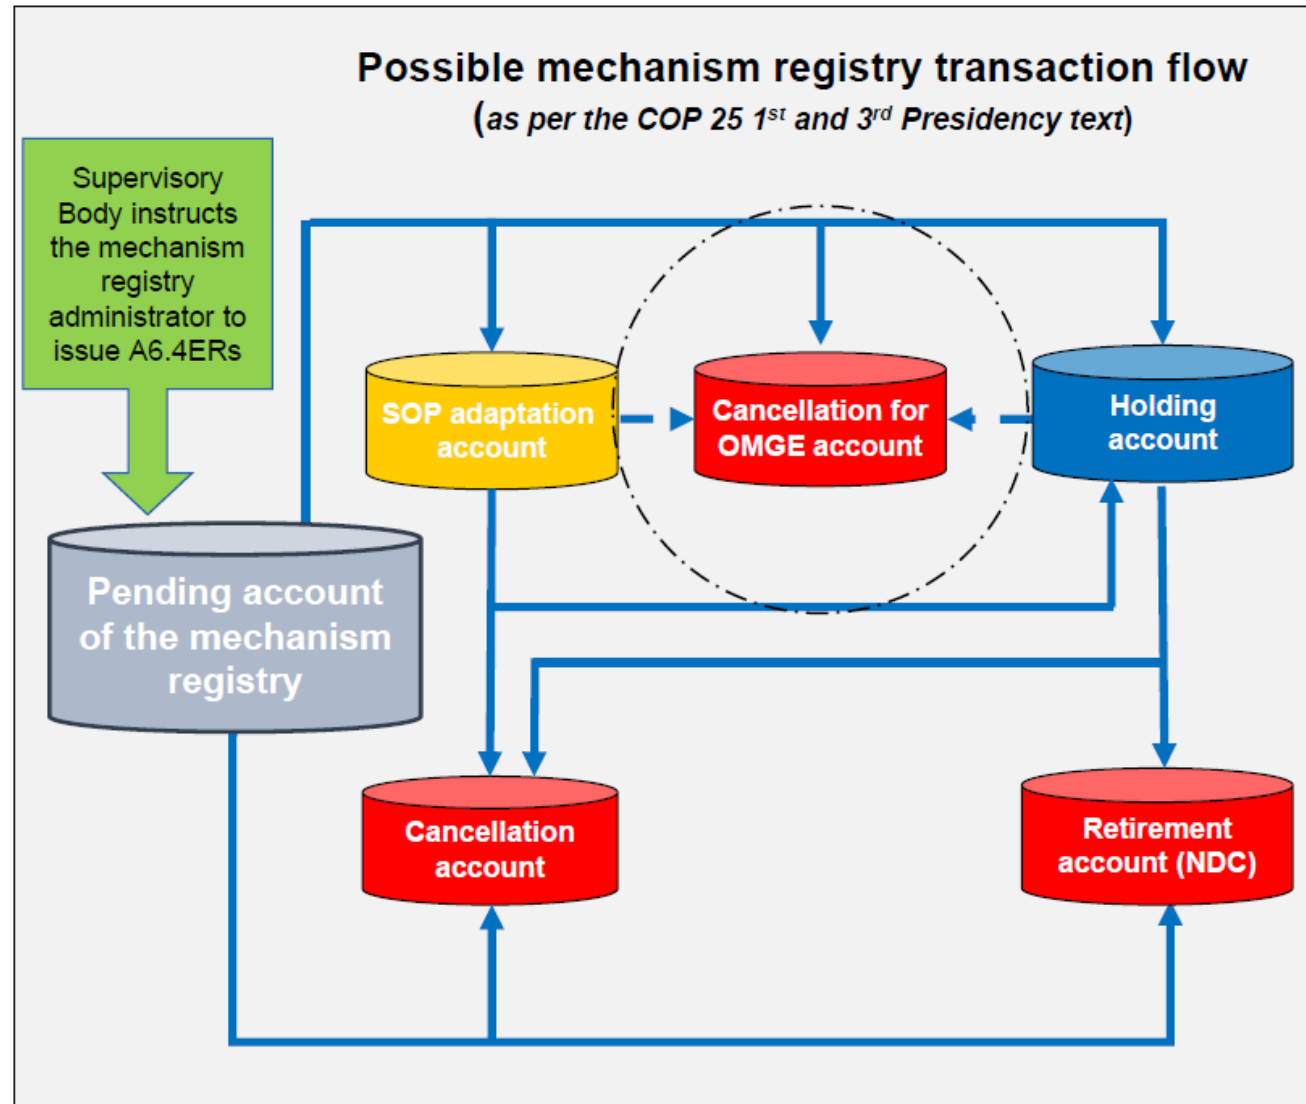 Possible mechanism registry transaction flow
(as per the COP 25 1st and 3rd Presidency text)
Supervisory
Body instructs
the mechanism
registry
administrator to
issue A6.4ERs
SOP adaptation
account
Cancellation for
OMGE account
Holding
account
Pending account
of the mechanism
registry
Cancellation
account
Retirement
account (NDC)